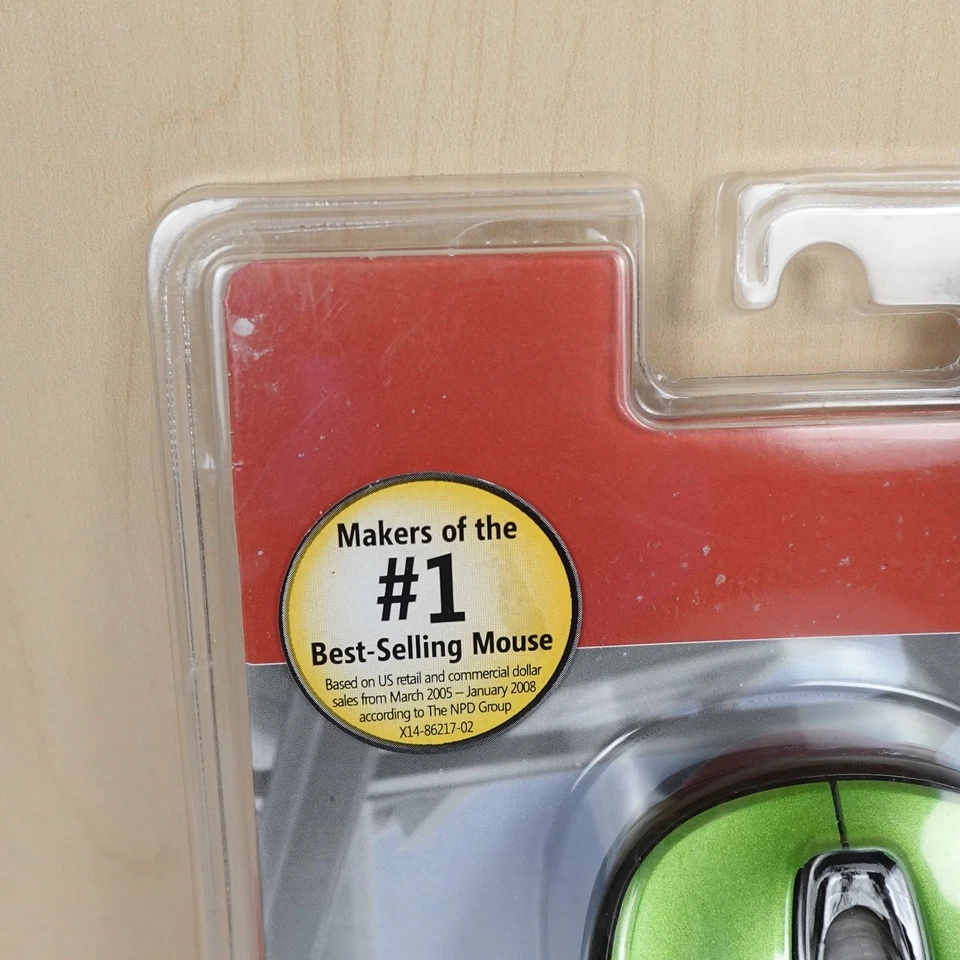 Makers of the
#1
Best-Selling Mouse
Based on US retail and commercial dollar
sales from March 2005 – January 2008
according to The NPD Group
X14-86217-02